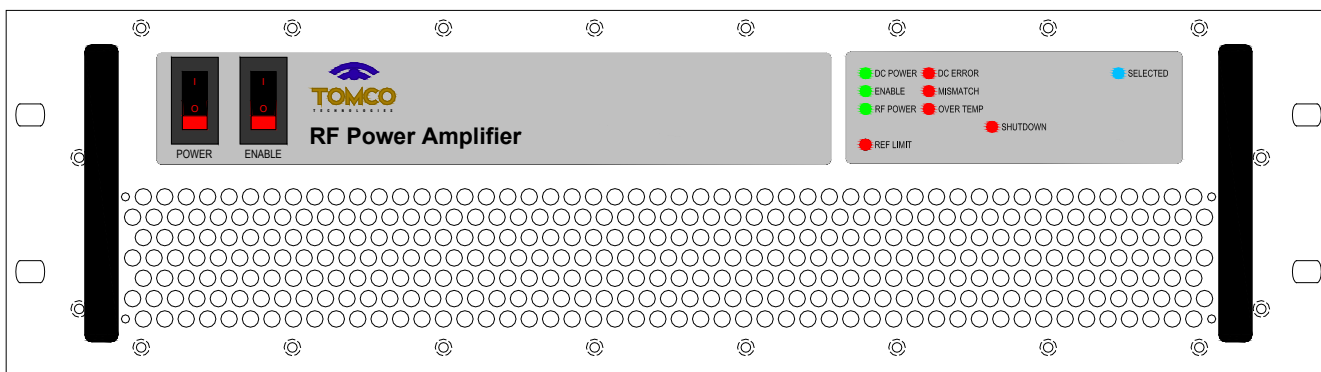 I I
O O
POWER ENABLE
TOMCO
TECHNOLOGIES
RF Power Amplifier
DC POWER DC ERROR SELECTED
ENABLE MISMATCH
RF POWER OVER TEMP
SHUTDOWN
REF LIMIT